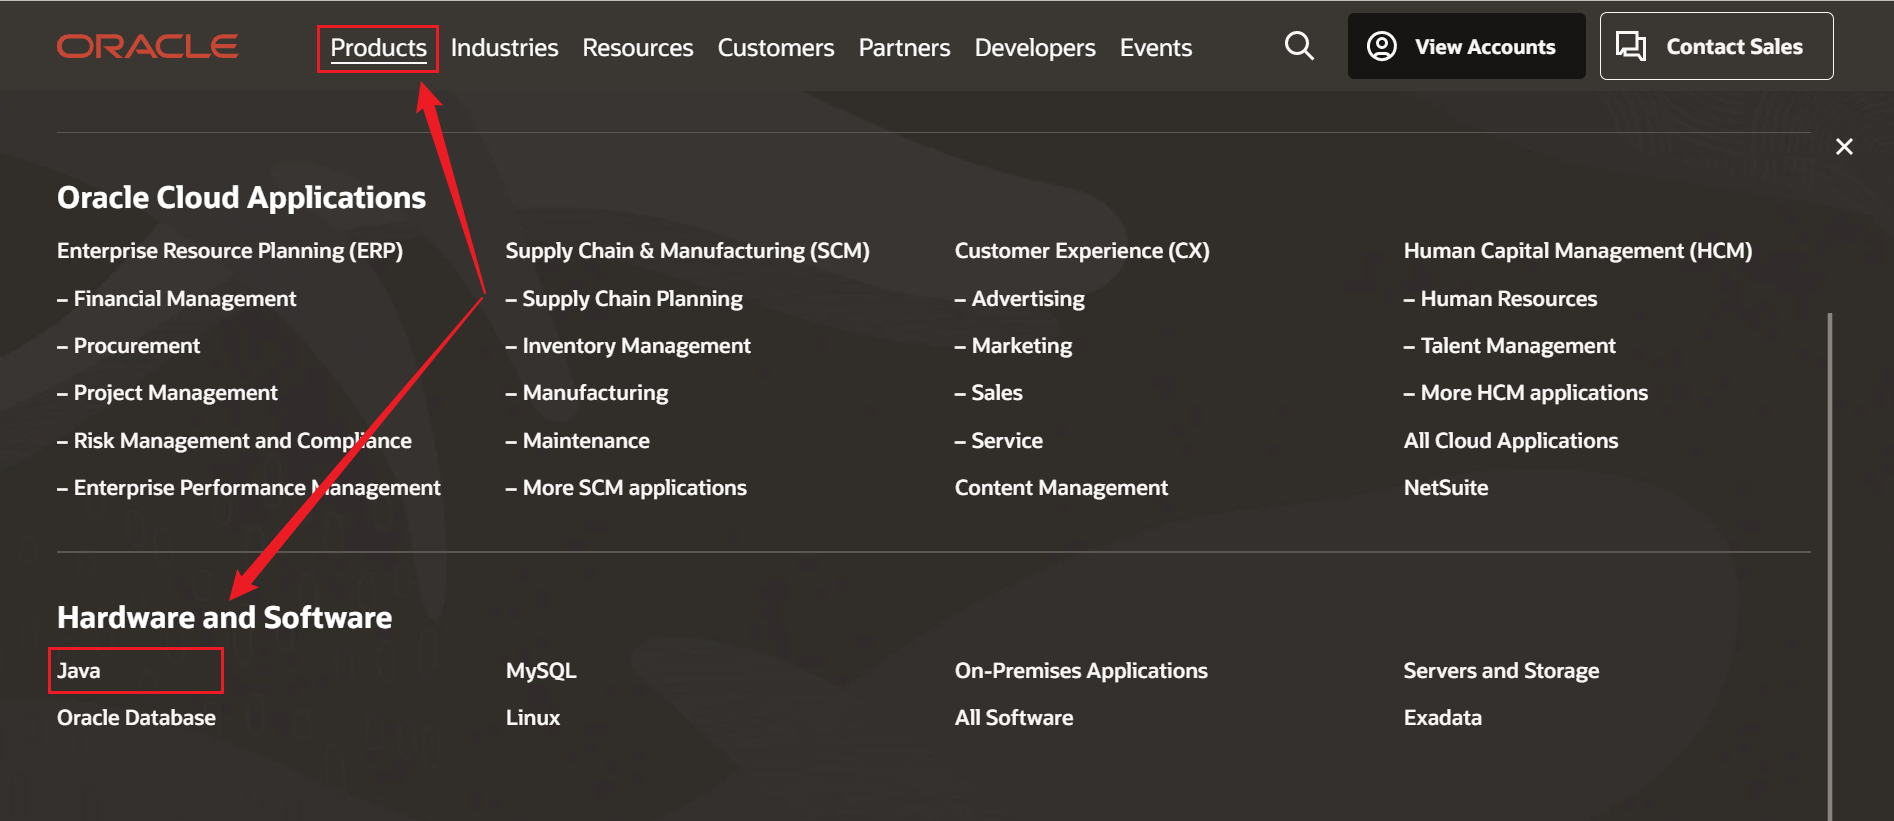 ORACLE Products Industries Resources Customers Partners Developers Events View Accounts Contact Sales
Oracle Cloud Applications
Enterprise Resource Planning (ERP)
– Financial Management
– Procurement
– Project Management
– Risk Management and Compliance
– Enterprise Performance Management
Supply Chain & Manufacturing (SCM)
– Supply Chain Planning
– Inventory Management
– Manufacturing
– Maintenance
– More SCM applications
Customer Experience (CX)
– Advertising
– Marketing
– Sales
– Service
Content Management
Human Capital Management (HCM)
– Human Resources
– Talent Management
– More HCM applications
All Cloud Applications
NetSuite
Hardware and Software
Java
Oracle Database
MySQL
Linux
On-Premises Applications
All Software
Servers and Storage
Exadata